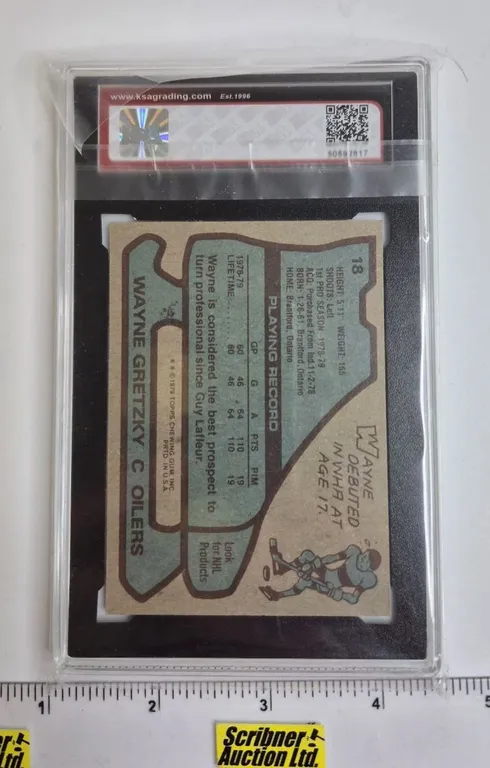 www.ksagrading.com Est.1996
18
HEIGHT: 5'11 WEIGHT: 165
SHOOTS: Left
1st PRO SEASON: 1978-79
ACQ: Purchased From Ind. 11-2-78
BORN: 1-26-61, Brantford, Ontario
HOME: Brantford, Ontario
WAYNE
DEBUTED
IN WHA AT
AGE 17.
PLAYING RECORD
GP G A PTS PIM
1978-79 80 46 64 110 19
LIFETIME..... 80 46 64 110 19
Wayne is considered the best prospect to
turn professional since Guy Lafleur.
Look
for NHL
Products
* * © 1979 TOPPS CHEWING GUM, INC.
PRTD. IN U.S.A.
WAYNE GRETZKY C OILERS
1 2 3 4 5
Scribner
Auction Ltd.
er
td.